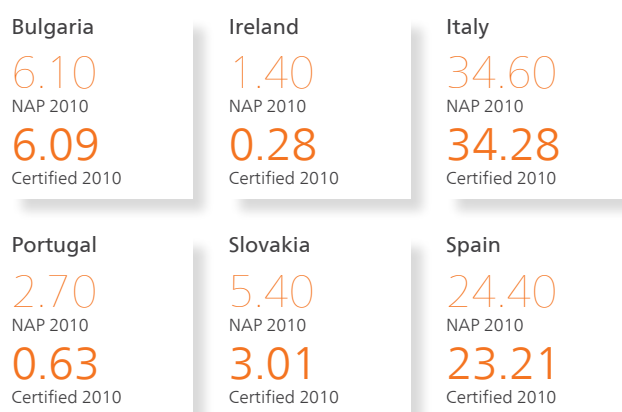 Bulgaria
6.10
NAP 2010
6.09
Certified 2010
Ireland
1.40
NAP 2010
0.28
Certified 2010
Italy
34.60
NAP 2010
34.28
Certified 2010
Portugal
2.70
NAP 2010
0.63
Certified 2010
Slovakia
5.40
NAP 2010
3.01
Certified 2010
Spain
24.40
NAP 2010
23.21
Certified 2010